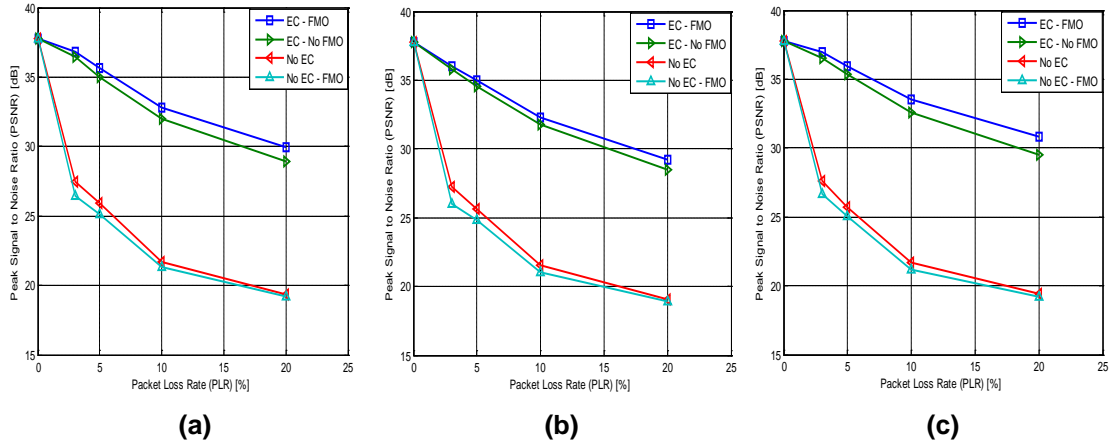 40
35
30
25
20
15
0
5
10
15
20
25
Peak Signal to Noise Ratio (PSNR) [dB]
Packet Loss Rate (PLR) [%]
EC - FMO
EC - No FMO
No EC
No EC - FMO
(a)
40
35
30
25
20
15
0
5
10
15
20
25
Peak Signal to Noise Ratio (PSNR) [dB]
Packet Loss Rate (PLR) [%]
EC - FMO
EC - No FMO
No EC
No EC - FMO
(b)
40
35
30
25
20
15
0
5
10
15
20
25
Peak Signal to Noise Ratio (PSNR) [dB]
Packet Loss Rate (PLR) [%]
EC - FMO
EC - No FMO
No EC
No EC - FMO
(c)